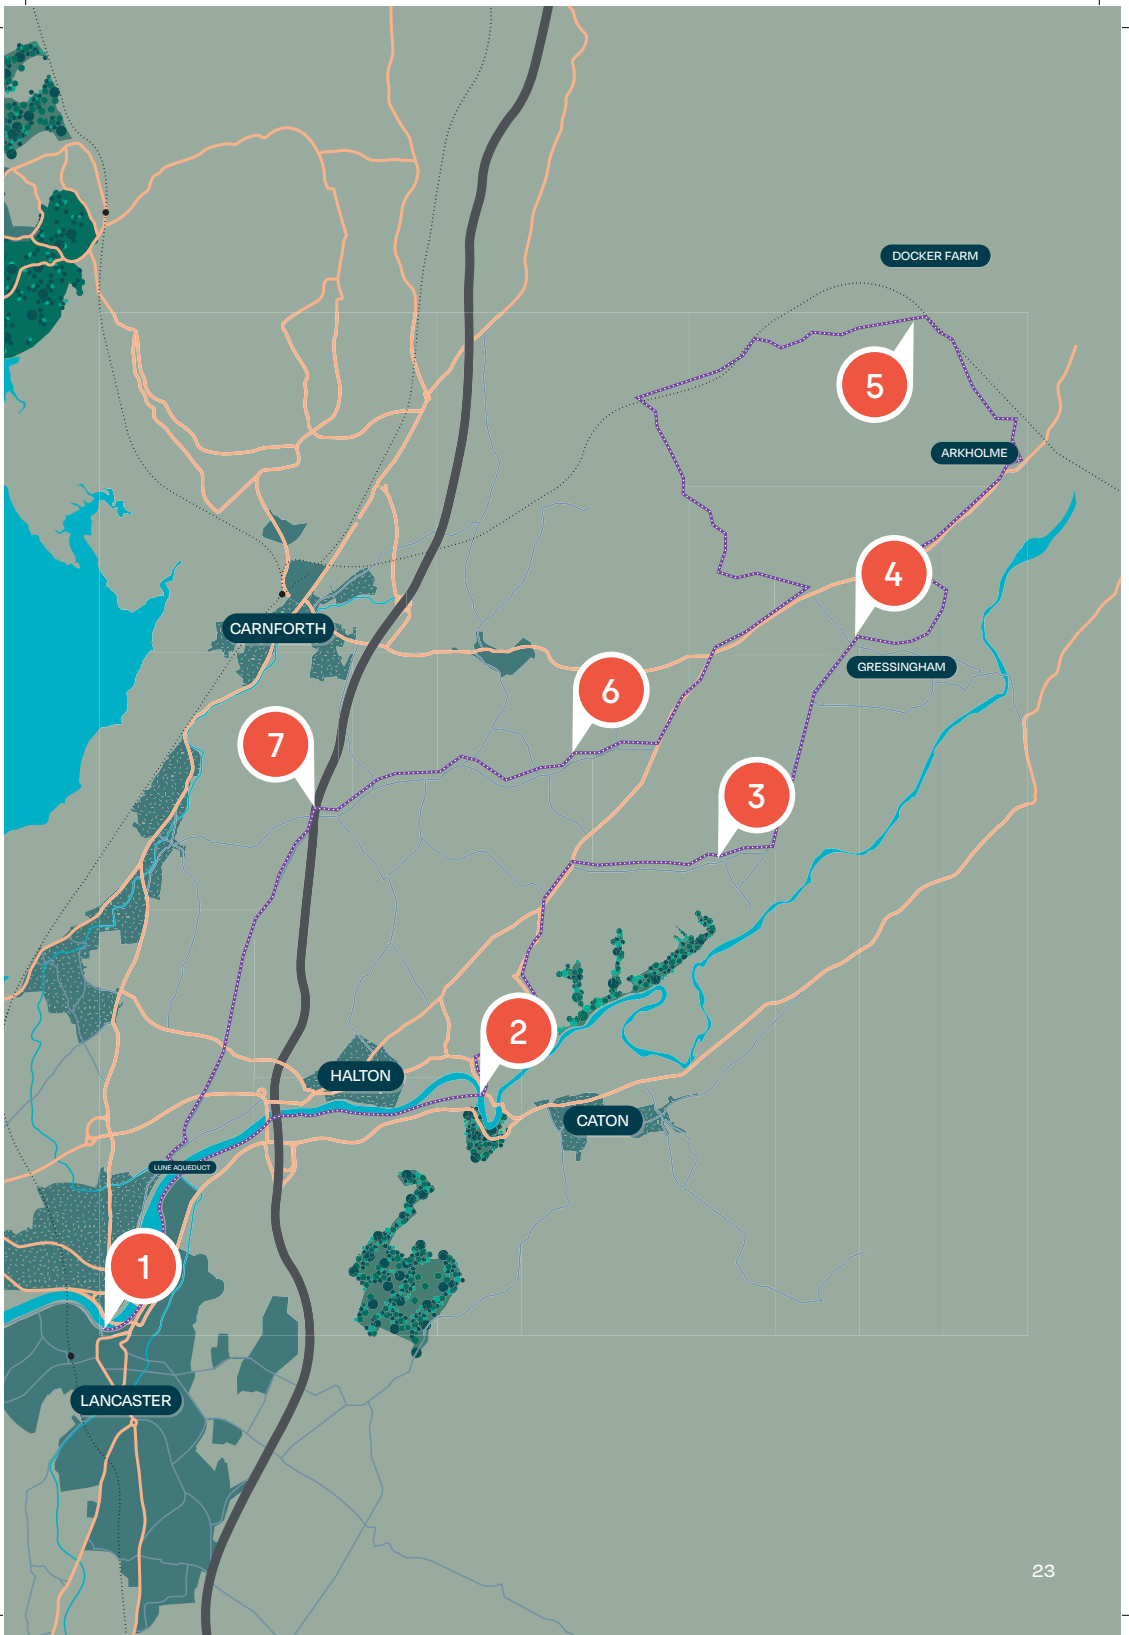 DOCKER FARM
5
ARKHOLME
4
CARNFORTH
GRESSINGHAM
6
7
3
2
HALTON
CATON
LUNE AQUEDUCT
1
LANCASTER
23